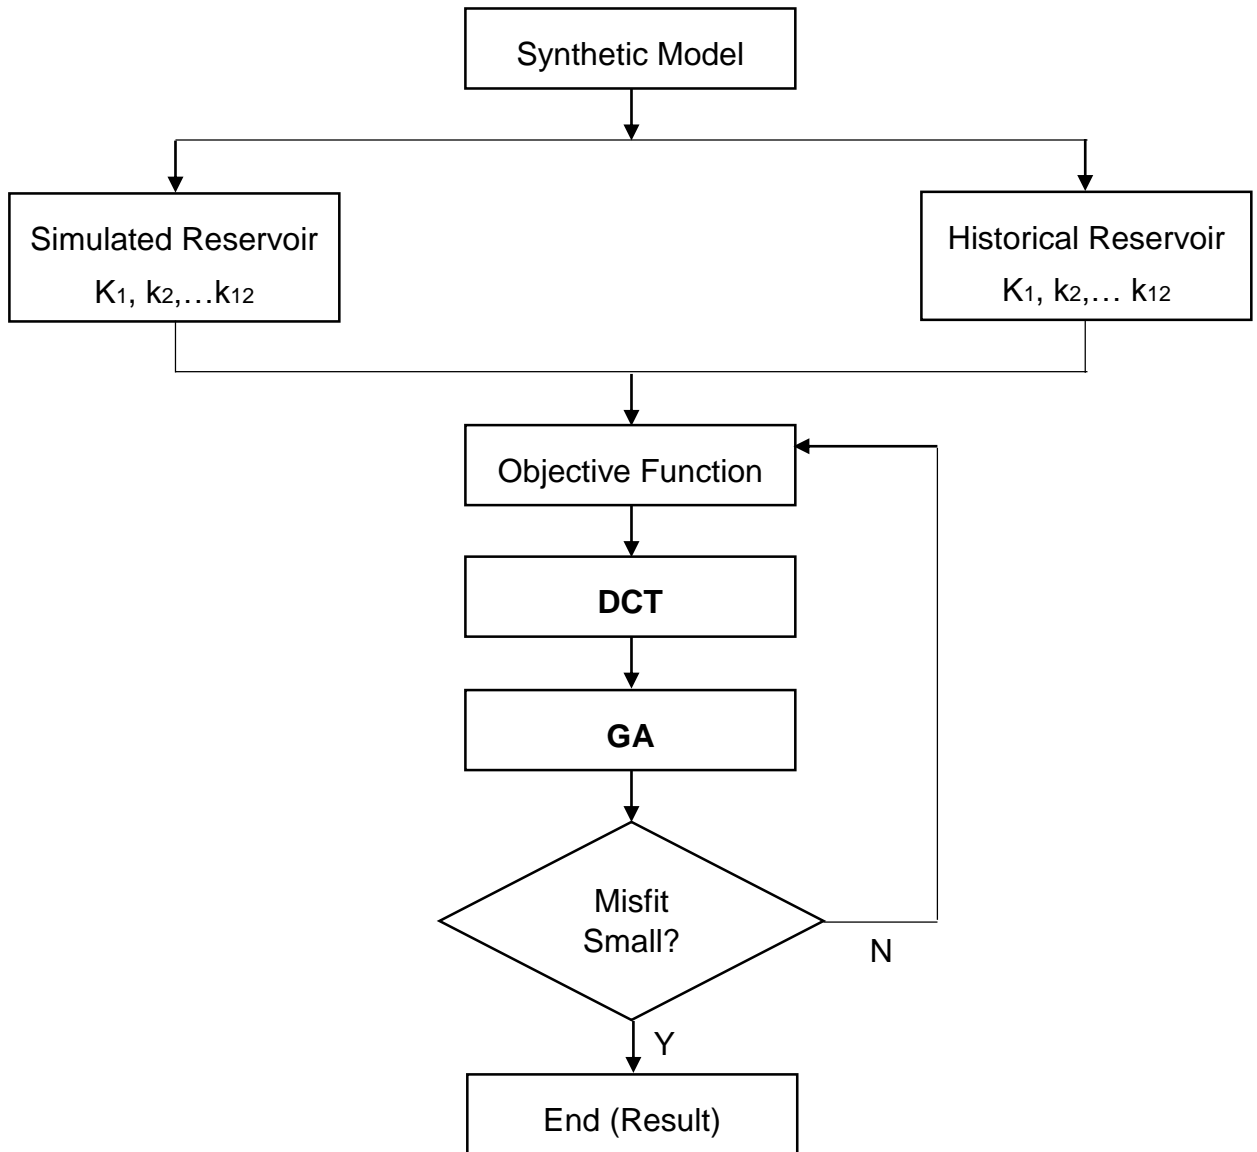 Synthetic Model
Simulated Reservoir
K₁, k₂,…k₁₂
Historical Reservoir
K₁, k₂,… k₁₂
Objective Function
DCT
GA
Misfit
Small?
N
Y
End (Result)